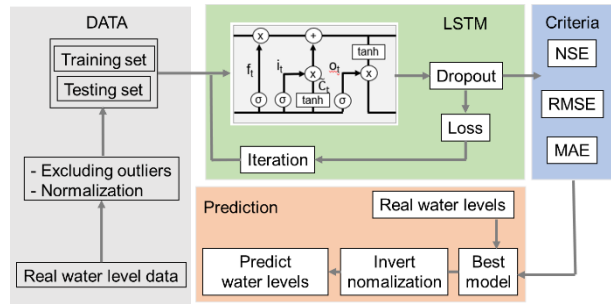 DATA
Training set
Testing set
- Excluding outliers
- Normalization
Real water level data
LSTM
x
+
tanh
f_t
i_t
o_t
x
x
C̃_t
σ
σ
tanh
σ
Dropout
Loss
Iteration
Criteria
NSE
RMSE
MAE
Prediction
Real water levels
Predict
water levels
Invert
nomalization
Best
model